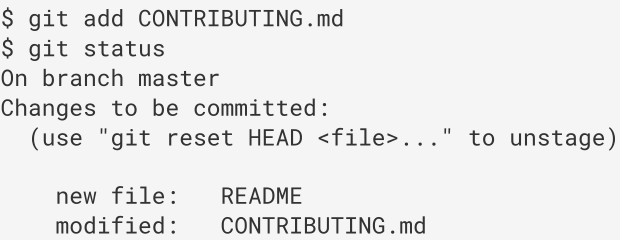 $ git add CONTRIBUTING.md
$ git status
On branch master
Changes to be committed:
  (use "git reset HEAD <file>..." to unstage)

    new file:   README
    modified:   CONTRIBUTING.md